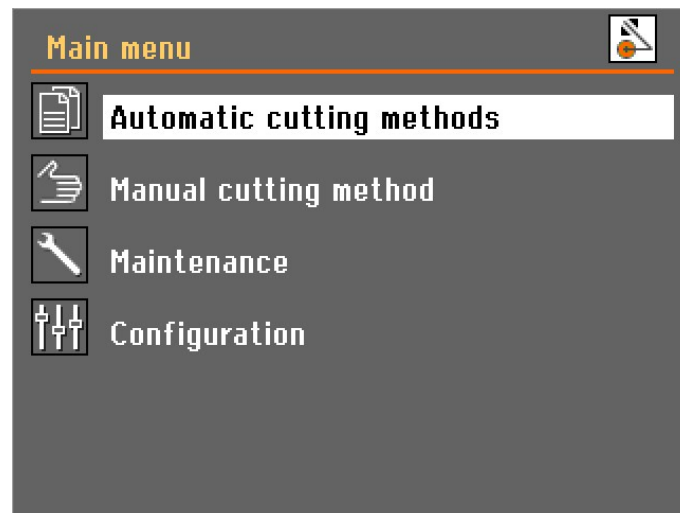 Main menu
Automatic cutting methods
Manual cutting method
Maintenance
Configuration